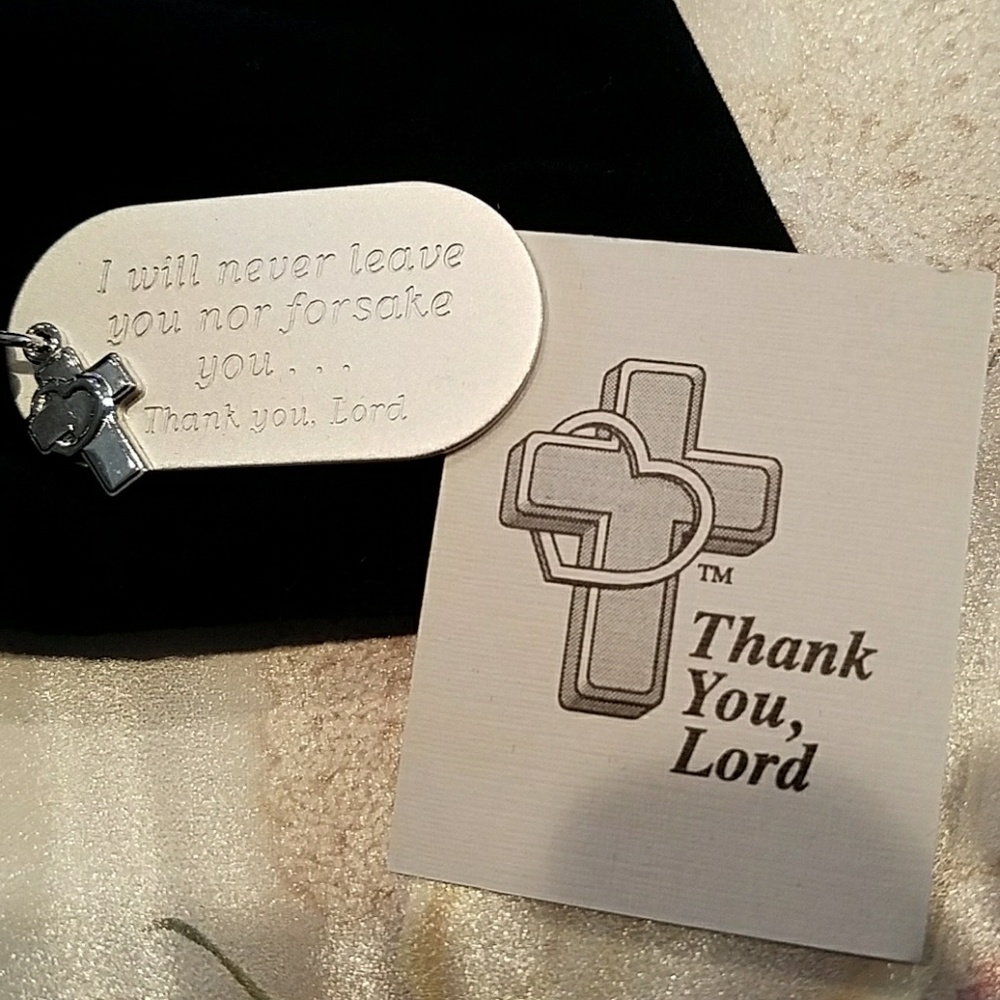 I will never leave
you nor forsake
you . . .
Thank you, Lord
TM
Thank
You,
Lord